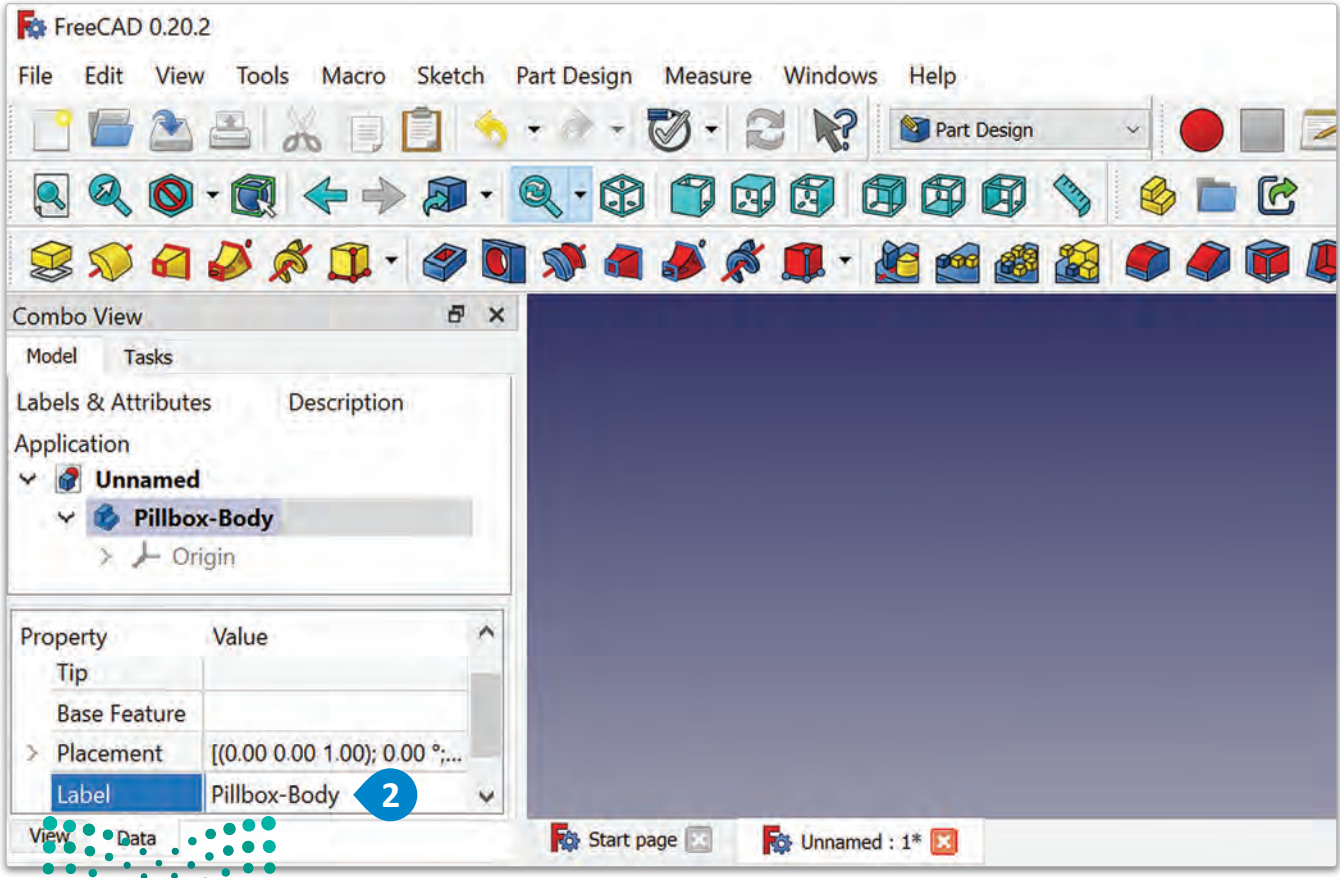 FreeCAD 0.20.2
File Edit View Tools Macro Sketch Part Design Measure Windows Help
Part Design
Combo View
Model Tasks
Labels & Attributes Description
Application
Unnamed
Pillbox-Body
Origin
Property Value
Tip
Base Feature
Placement [(0.00 0.00 1.00); 0.00 °;...
Label Pillbox-Body 2
View Data
Start page Unnamed : 1*